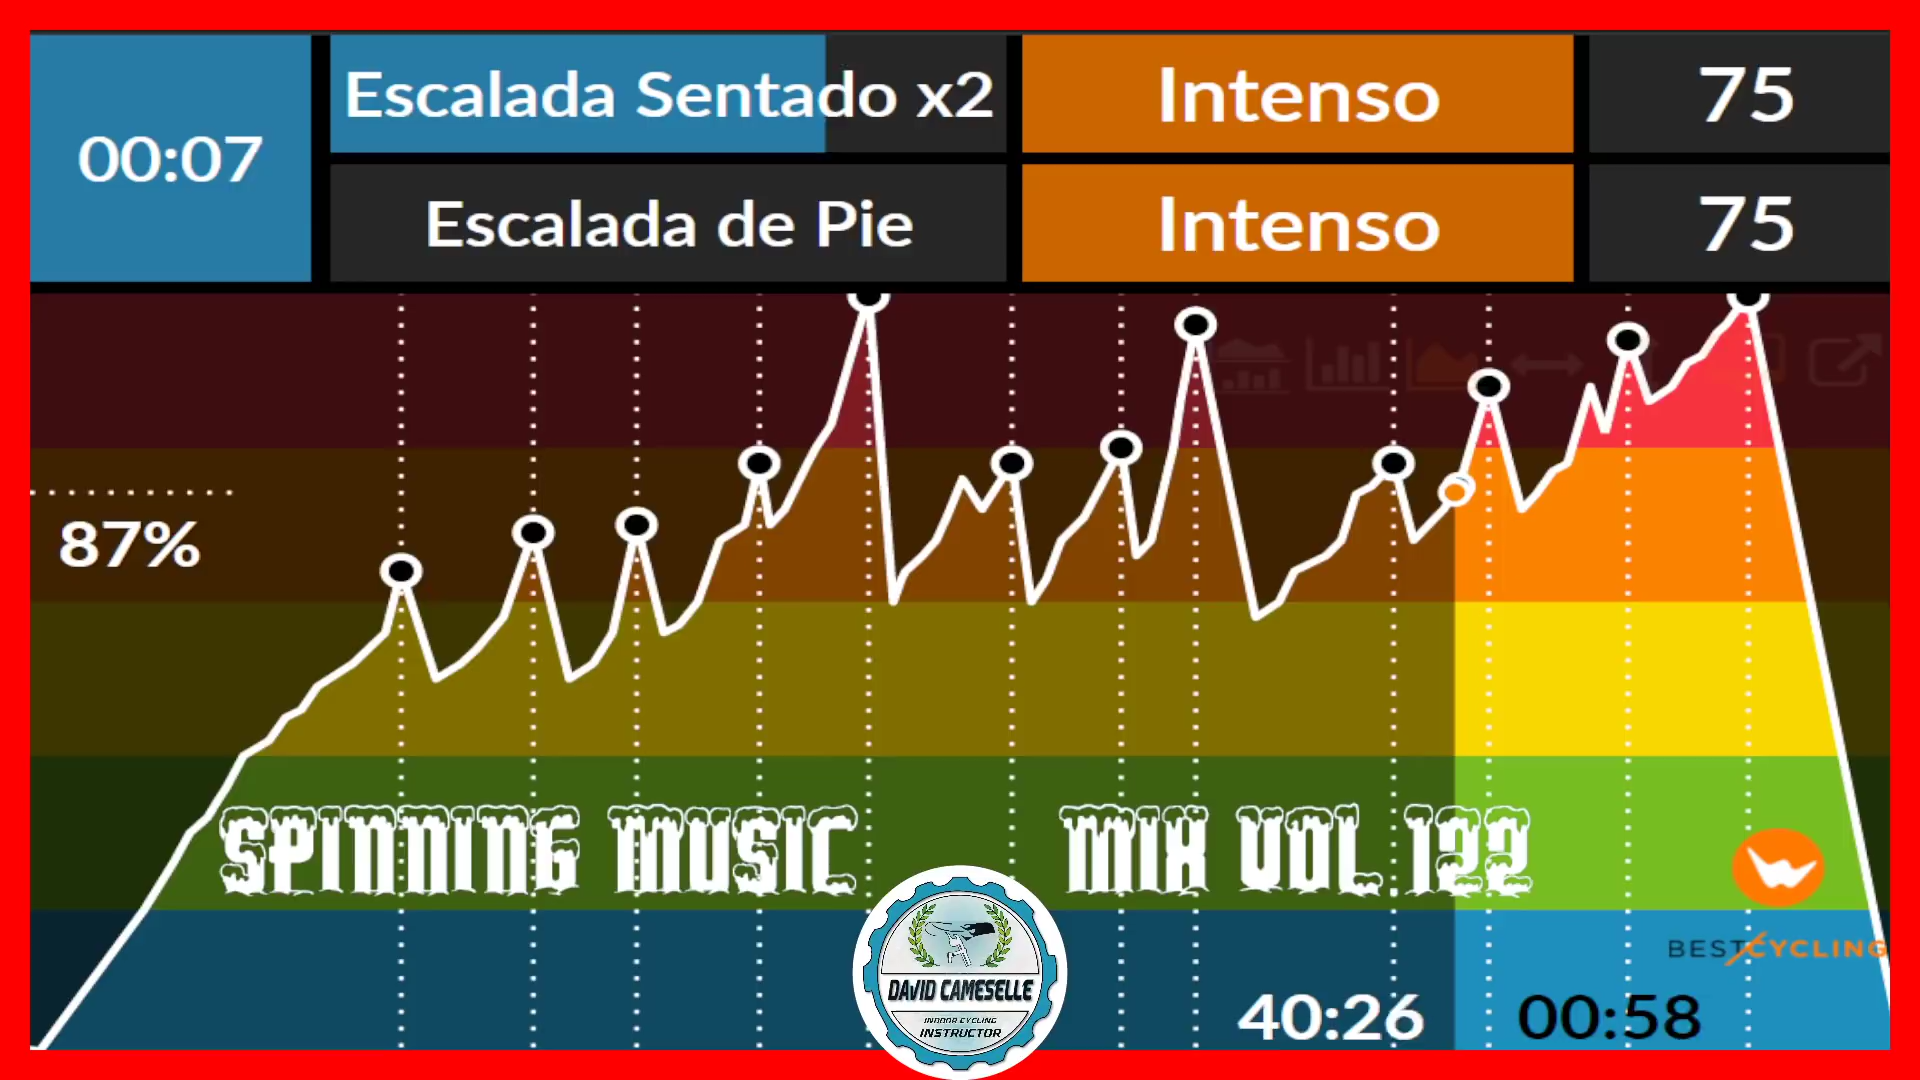 00:07
Escalada Sentado x2
Intenso
75
Escalada de Pie
Intenso
75
87%
SPINNING MUSIC MIX VOL.122
DAVID CAMESELLE
INDOOR CYCLING
INSTRUCTOR
BESTCYCLING
40:26
00:58